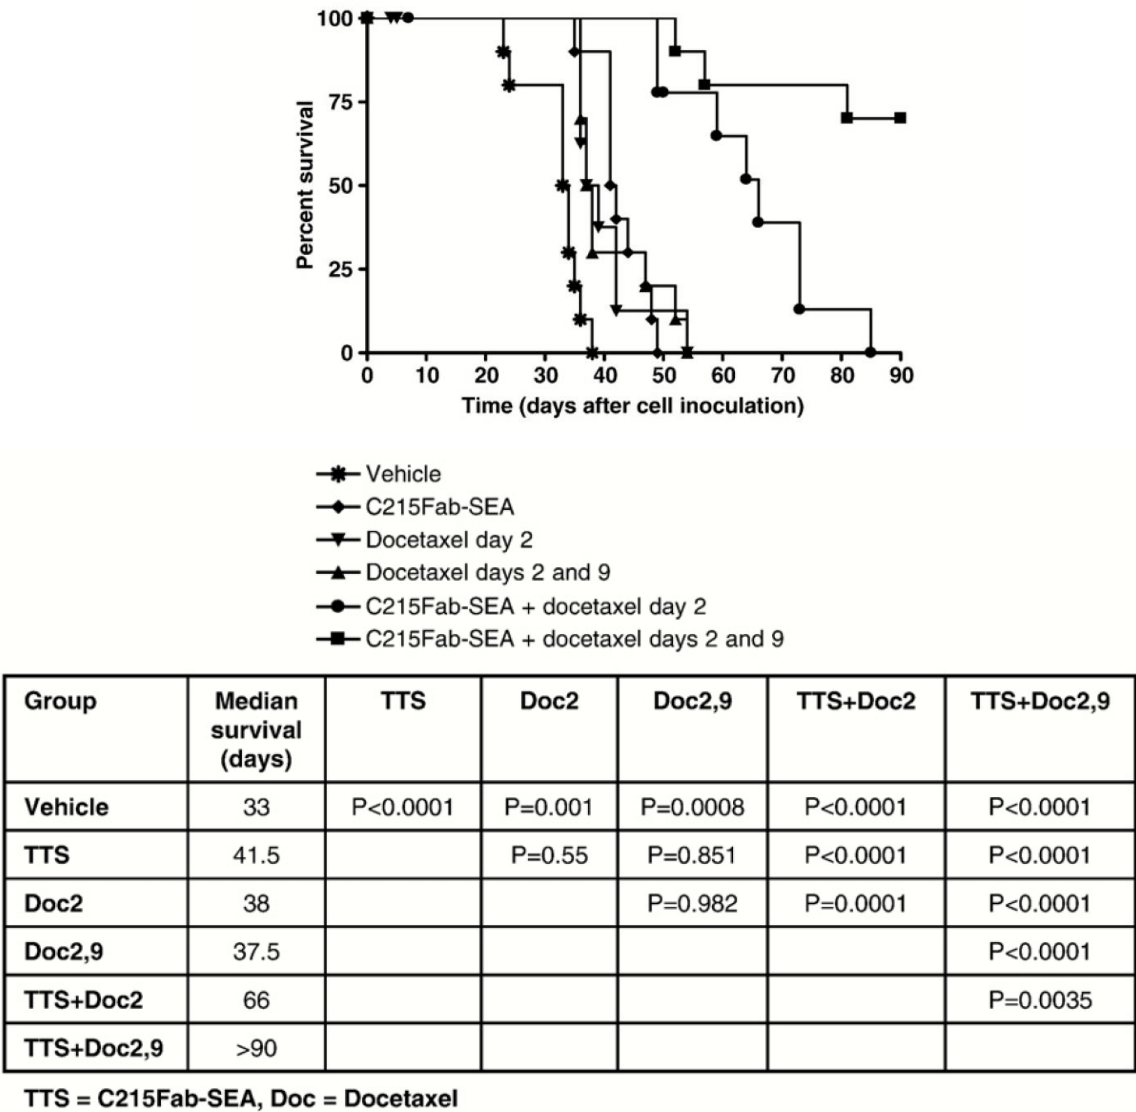 100
75
50
25
0
Percent survival
0 10 20 30 40 50 60 70 80 90
Time (days after cell inoculation)
Vehicle
C215Fab-SEA
Docetaxel day 2
Docetaxel days 2 and 9
C215Fab-SEA + docetaxel day 2
C215Fab-SEA + docetaxel days 2 and 9
Group Median survival (days) TTS Doc2 Doc2,9 TTS+Doc2 TTS+Doc2,9
Vehicle 33 P<0.0001 P=0.001 P=0.0008 P<0.0001 P<0.0001
TTS 41.5 P=0.55 P=0.851 P<0.0001 P<0.0001
Doc2 38 P=0.982 P=0.0001 P<0.0001
Doc2,9 37.5 P<0.0001
TTS+Doc2 66 P=0.0035
TTS+Doc2,9 >90
TTS = C215Fab-SEA, Doc = Docetaxel